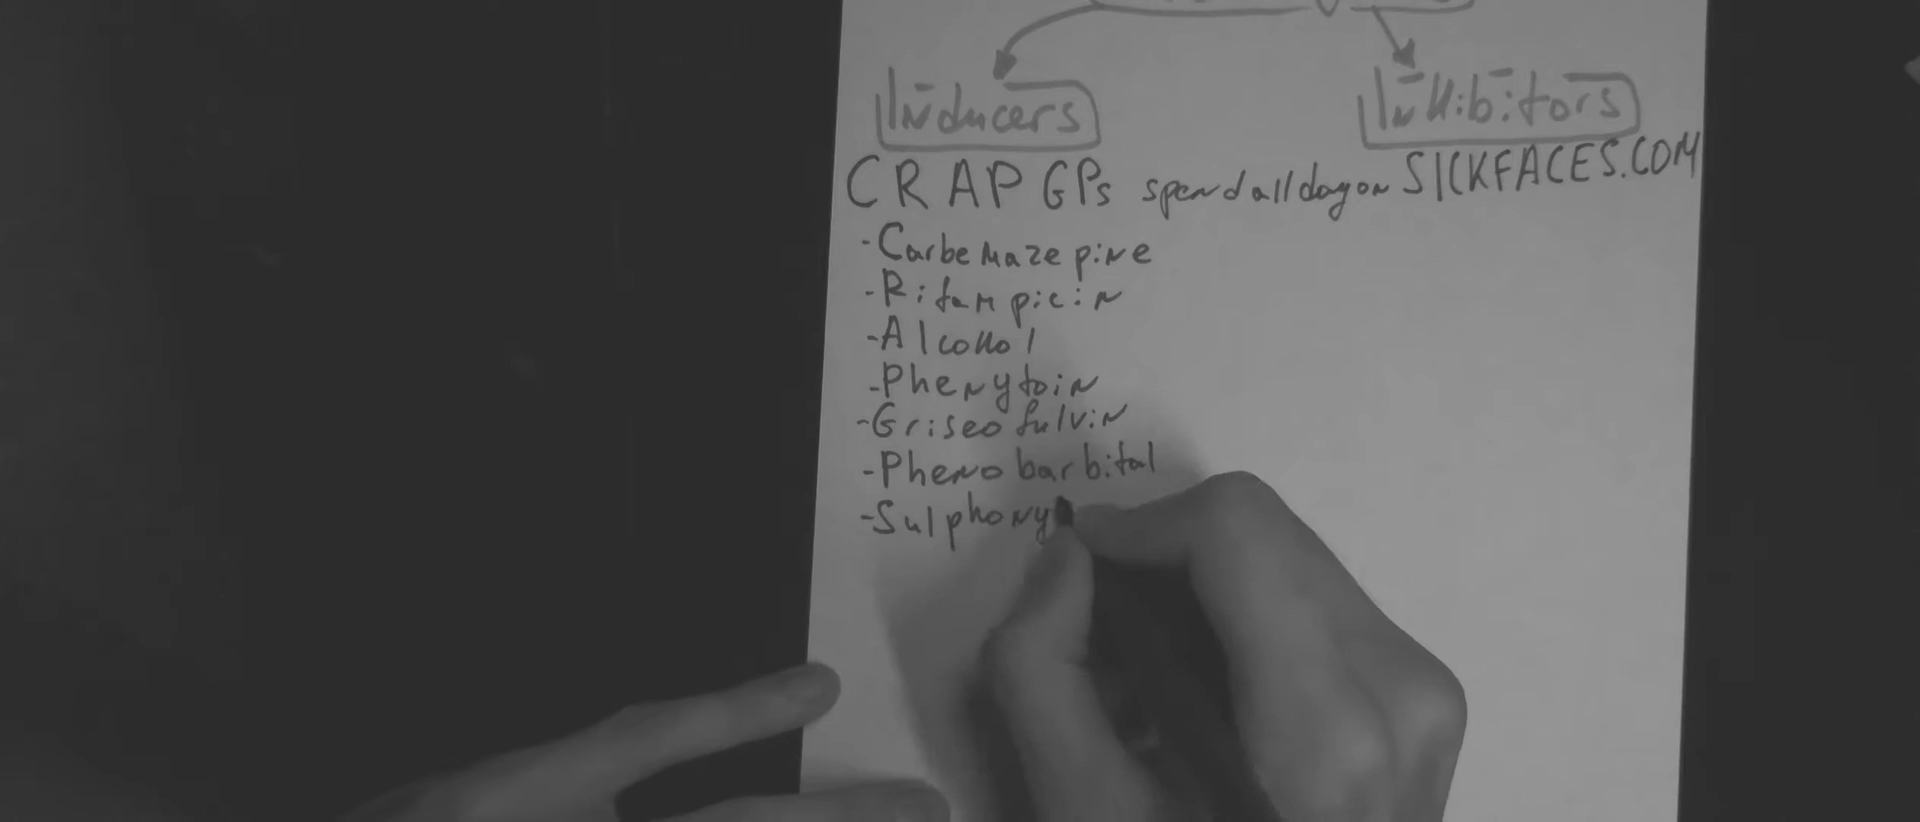 Inducers
Inhibitors
CRAP GPs spend all day on SICKFACES.COM
-Carbemazepine
-Rifampicin
-Alcohol
-Phenytoin
-Griseofulvin
-Phenobarbital
-Sulphony